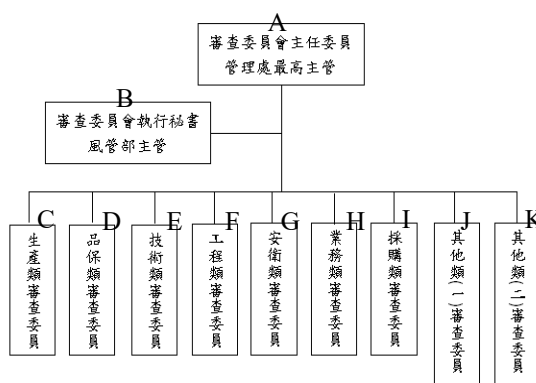 A
審查委員會主任委員
管理處最高主管
B
審查委員會執行秘書
風管部主管
C
生產類審查委員
D
品保類審查委員
E
技術類審查委員
F
工程類審查委員
G
安衛類審查委員
H
業務類審查委員
I
採購類審查委員
J
其他類(一)審查委員
K
其他類(二)審查委員